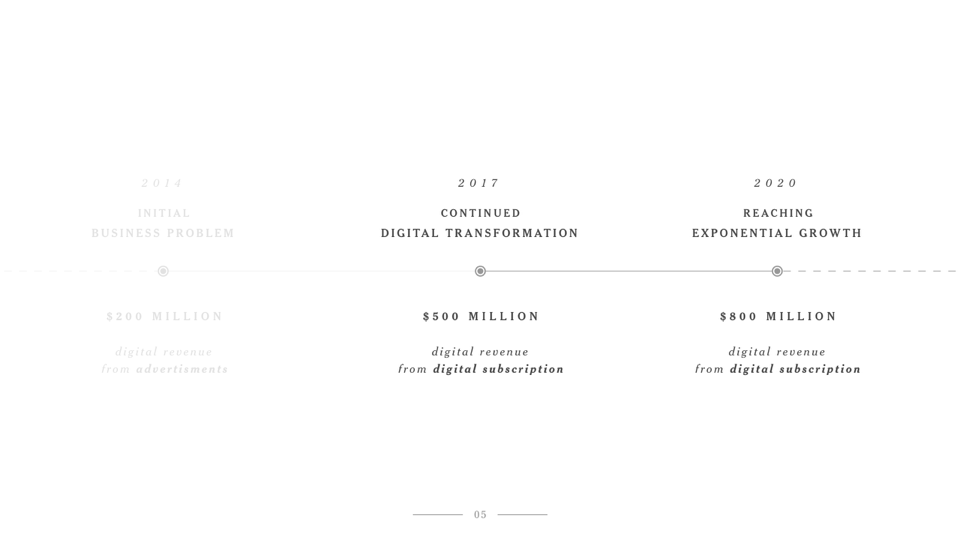 2014
INITIAL
BUSINESS PROBLEM
$200 MILLION
digital revenue
from advertisments
2017
CONTINUED
DIGITAL TRANSFORMATION
$500 MILLION
digital revenue
from digital subscription
2020
REACHING
EXPONENTIAL GROWTH
$800 MILLION
digital revenue
from digital subscription
05